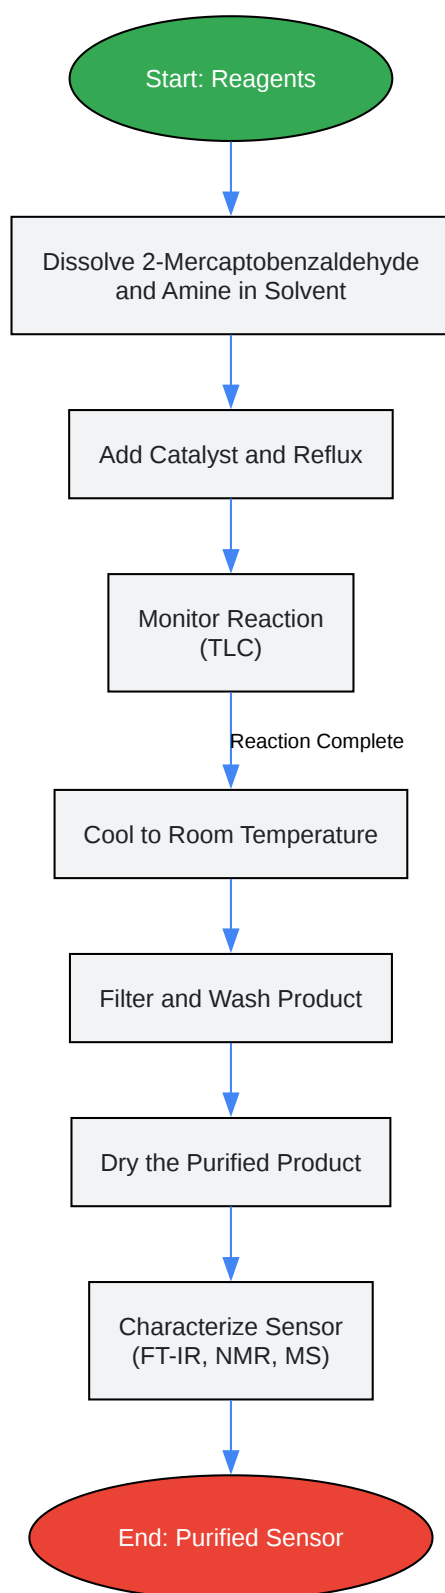 Start: Reagents
Dissolve 2-Mercaptobenzaldehyde
and Amine in Solvent
Add Catalyst and Reflux
Monitor Reaction
(TLC)
Reaction Complete
Cool to Room Temperature
Filter and Wash Product
Dry the Purified Product
Characterize Sensor
(FT-IR, NMR, MS)
End: Purified Sensor